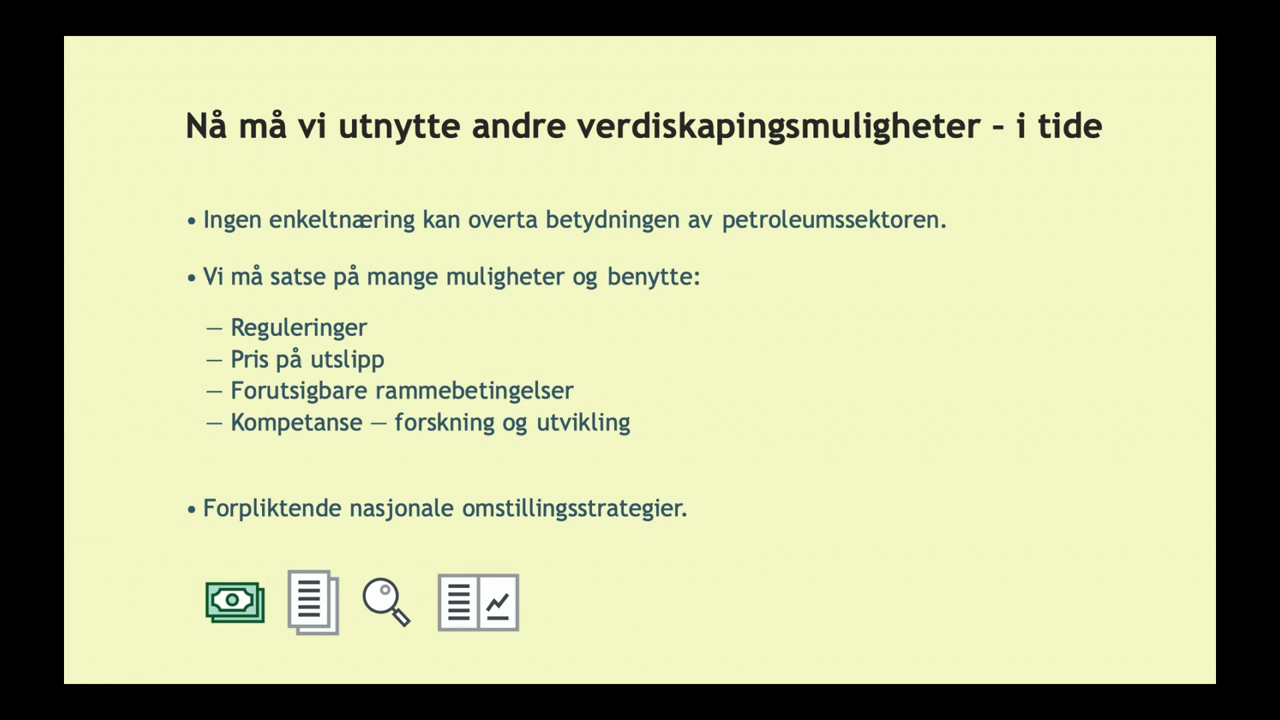 Nå må vi utnytte andre verdiskapingsmuligheter – i tide
• Ingen enkeltnæring kan overta betydningen av petroleumssektoren.
• Vi må satse på mange muligheter og benytte:
— Reguleringer
— Pris på utslipp
— Forutsigbare rammebetingelser
— Kompetanse — forskning og utvikling
• Forpliktende nasjonale omstillingsstrategier.